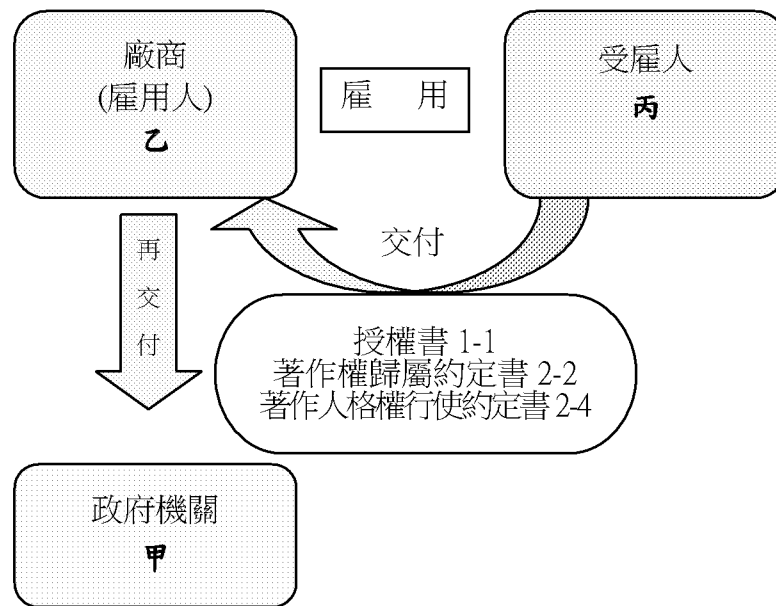 廠商
(雇用人)
乙
雇 用
受雇人
丙
交付
再
交
付
授權書 1-1
著作權歸屬約定書 2-2
著作人格權行使約定書 2-4
政府機關
甲